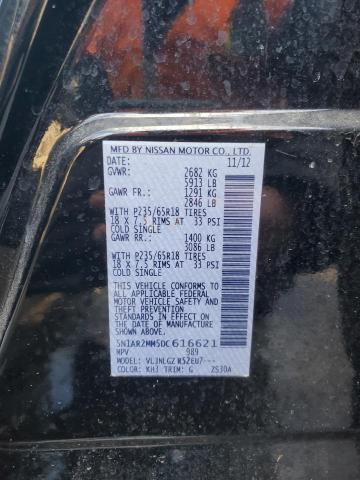 MFD BY NISSAN MOTOR CO., LTD.
DATE: 11/12
GVWR: 2682 KG
5913 LB
GAWR FR: 1291 KG
2846 LB
WITH P235/65R18 TIRES
18 X 7.5 RIMS AT 33 PSI
COLD SINGLE
GAWR RR: 1400 KG
3086 LB
WITH P235/65R18 TIRES
18 X 7.5 RIMS AT 33 PSI
COLD SINGLE
THIS VEHICLE CONFORMS TO ALL
APPLICABLE FEDERAL
MOTOR VEHICLE SAFETY AND
THEFT PREVENTION
STANDARDS IN EFFECT ON THE
DATE OF MANUFACTURE
SHOWN ABOVE.
5N1AR2MM5DC616621
MPV 989
MODEL: VLJNLGZ R52EU7---
COLOR: KH3 TRIM: G ZS30A